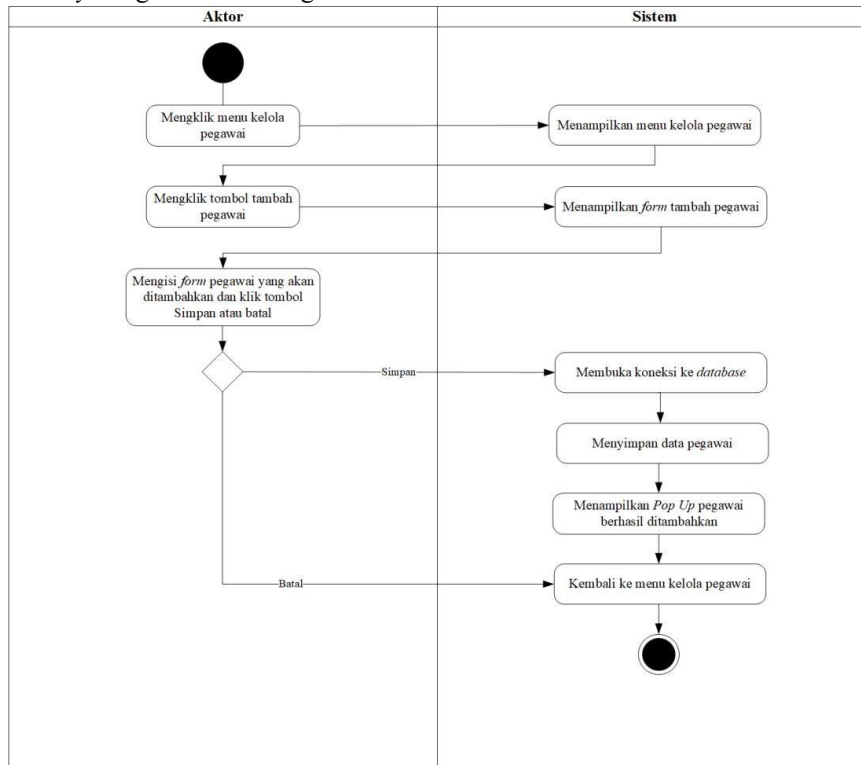 Aktor
Sistem
Mengklik menu kelola
pegawai
Menampilkan menu kelola pegawai
Mengklik tombol tambah
pegawai
Menampilkan form tambah pegawai
Mengisi form pegawai yang akan
ditambahkan dan klik tombol
Simpan atau batal
Simpan
Membuka koneksi ke database
Menyimpan data pegawai
Menampilkan Pop Up pegawai
berhasil ditambahkan
Batal
Kembali ke menu kelola pegawai